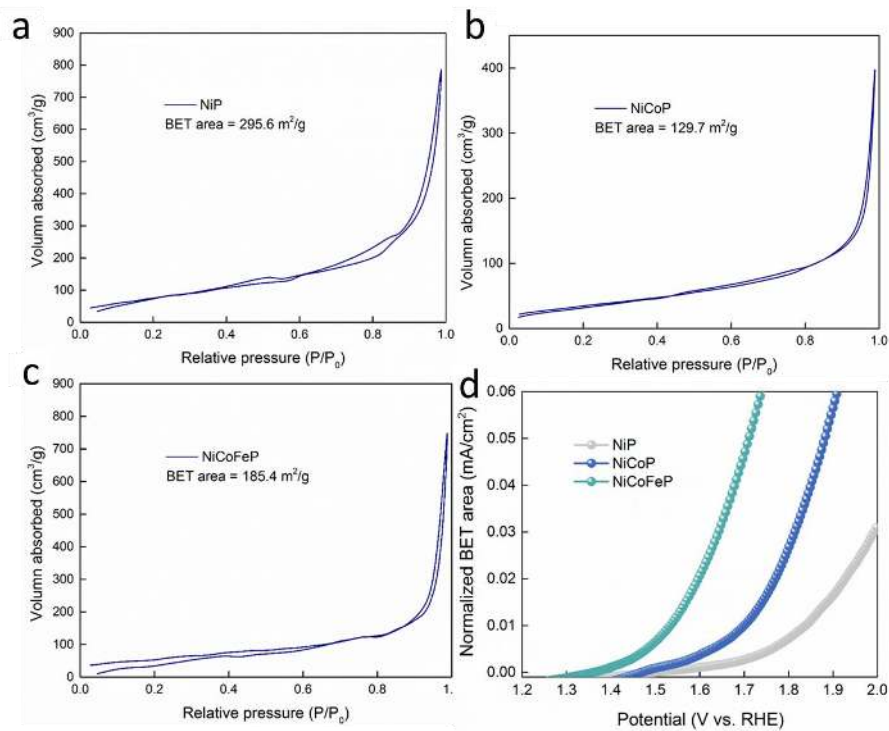 a
900
800
700
600
500
400
300
200
100
0
Volumn absorbed (cm³/g)
NiP
BET area = 295.6 m²/g
0.0 0.2 0.4 0.6 0.8 1.0
Relative pressure (P/P₀)
b
400
300
200
100
0
Volumn absorbed (cm³/g)
NiCoP
BET area = 129.7 m²/g
0.0 0.2 0.4 0.6 0.8 1.0
Relative pressure (P/P₀)
c
900
800
700
600
500
400
300
200
100
0
Volumn absorbed (cm³/g)
NiCoFeP
BET area = 185.4 m²/g
0.0 0.2 0.4 0.6 0.8 1.
Relative pressure (P/P₀)
d
0.06
0.05
0.04
0.03
0.02
0.01
0.00
Normalized BET area (mA/cm²)
NiP
NiCoP
NiCoFeP
1.2 1.3 1.4 1.5 1.6 1.7 1.8 1.9 2.0
Potential (V vs. RHE)